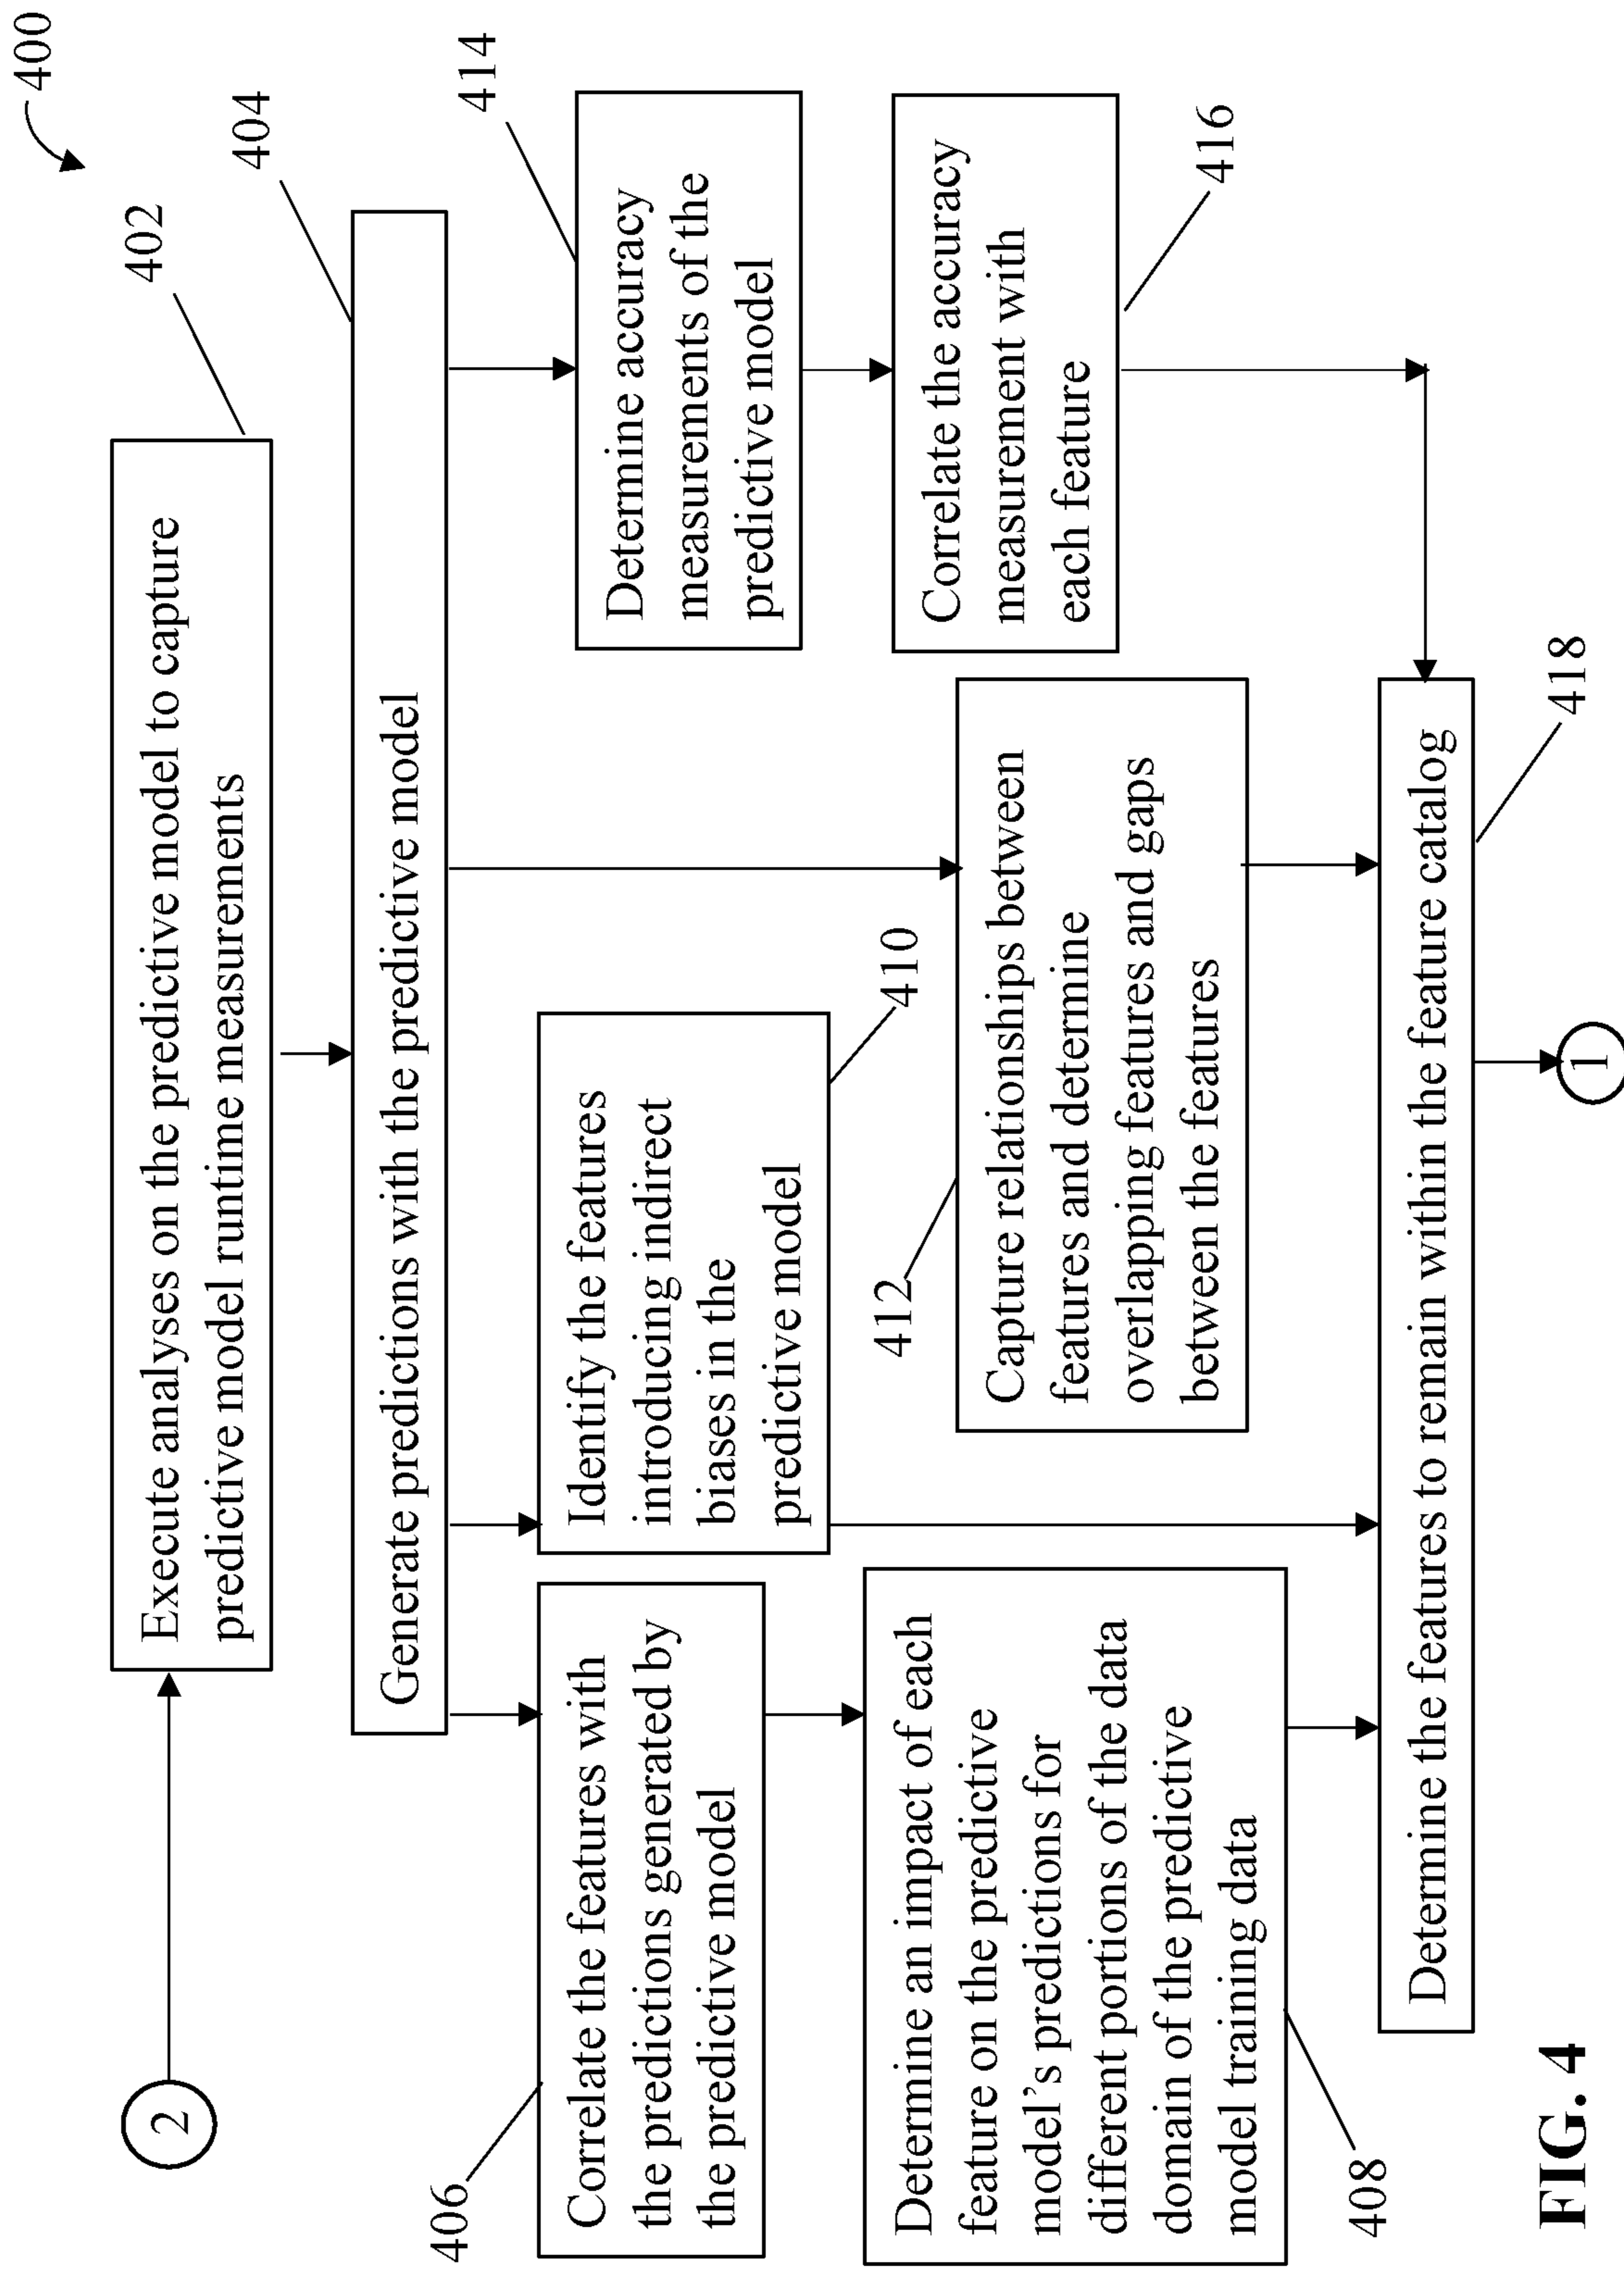 400
402
2
Execute analyses on the predictive model to capture
predictive model runtime measurements
404
Generate predictions with the predictive model
406
Correlate the features with
the predictions generated by
the predictive model
Identify the features
introducing indirect
biases in the
predictive model
410
414
Determine accuracy
measurements of the
predictive model
Determine an impact of each
feature on the predictive
model's predictions for
different portions of the data
domain of the predictive
model training data
408
412
Capture relationships between
features and determine
overlapping features and gaps
between the features
Correlate the accuracy
measurement with
each feature
416
Determine the features to remain within the feature catalog
418
1
FIG. 4